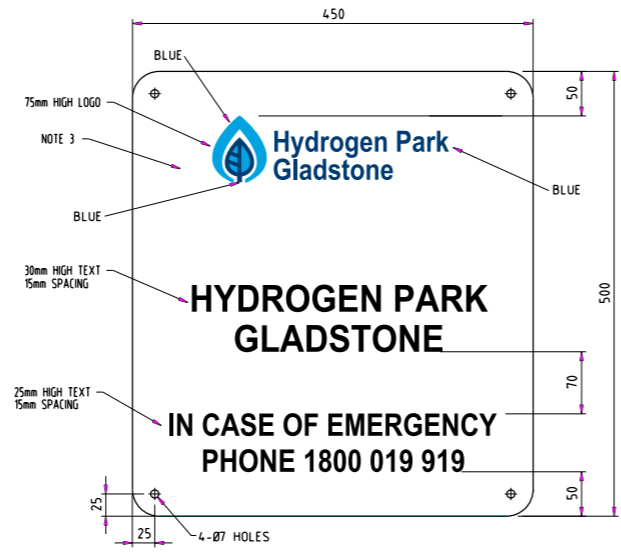 450
BLUE
50
75mm HIGH LOGO
NOTE 3
Hydrogen Park
Gladstone
BLUE
BLUE
30mm HIGH TEXT
15mm SPACING
HYDROGEN PARK
GLADSTONE
500
70
25mm HIGH TEXT
15mm SPACING
IN CASE OF EMERGENCY
PHONE 1800 019 919
50
25
25
4-Ø7 HOLES